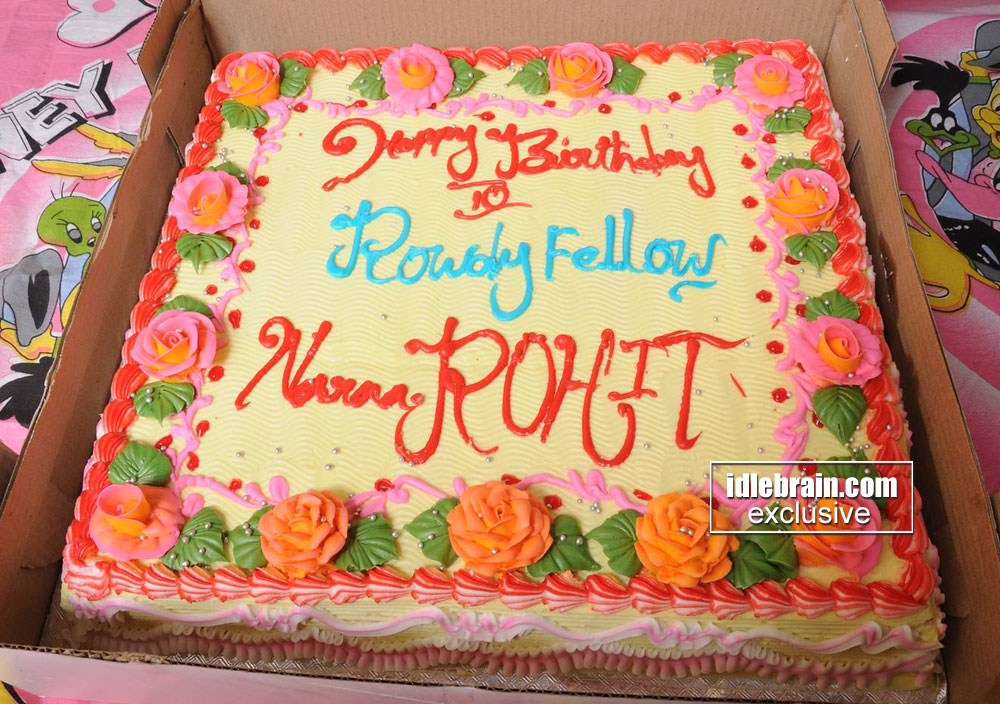 Happy Birthday
To
Rowdy Fellow
Nara ROHIT
idlebrain.com
exclusive